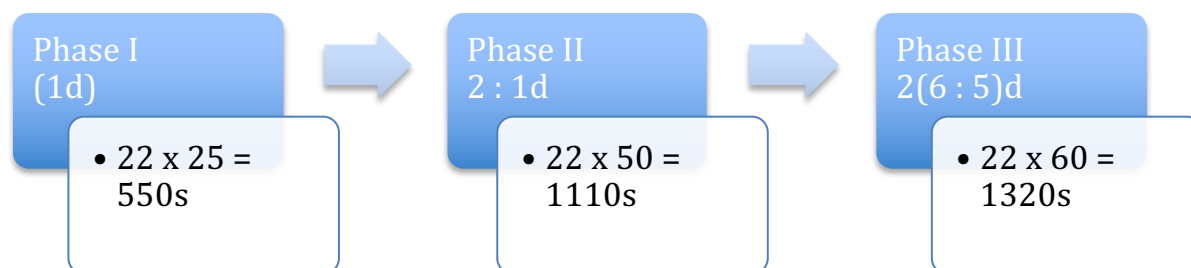 Phase I
(1d)
• 22 x 25 =
550s
Phase II
2 : 1d
• 22 x 50 =
1110s
Phase III
2(6 : 5)d
• 22 x 60 =
1320s